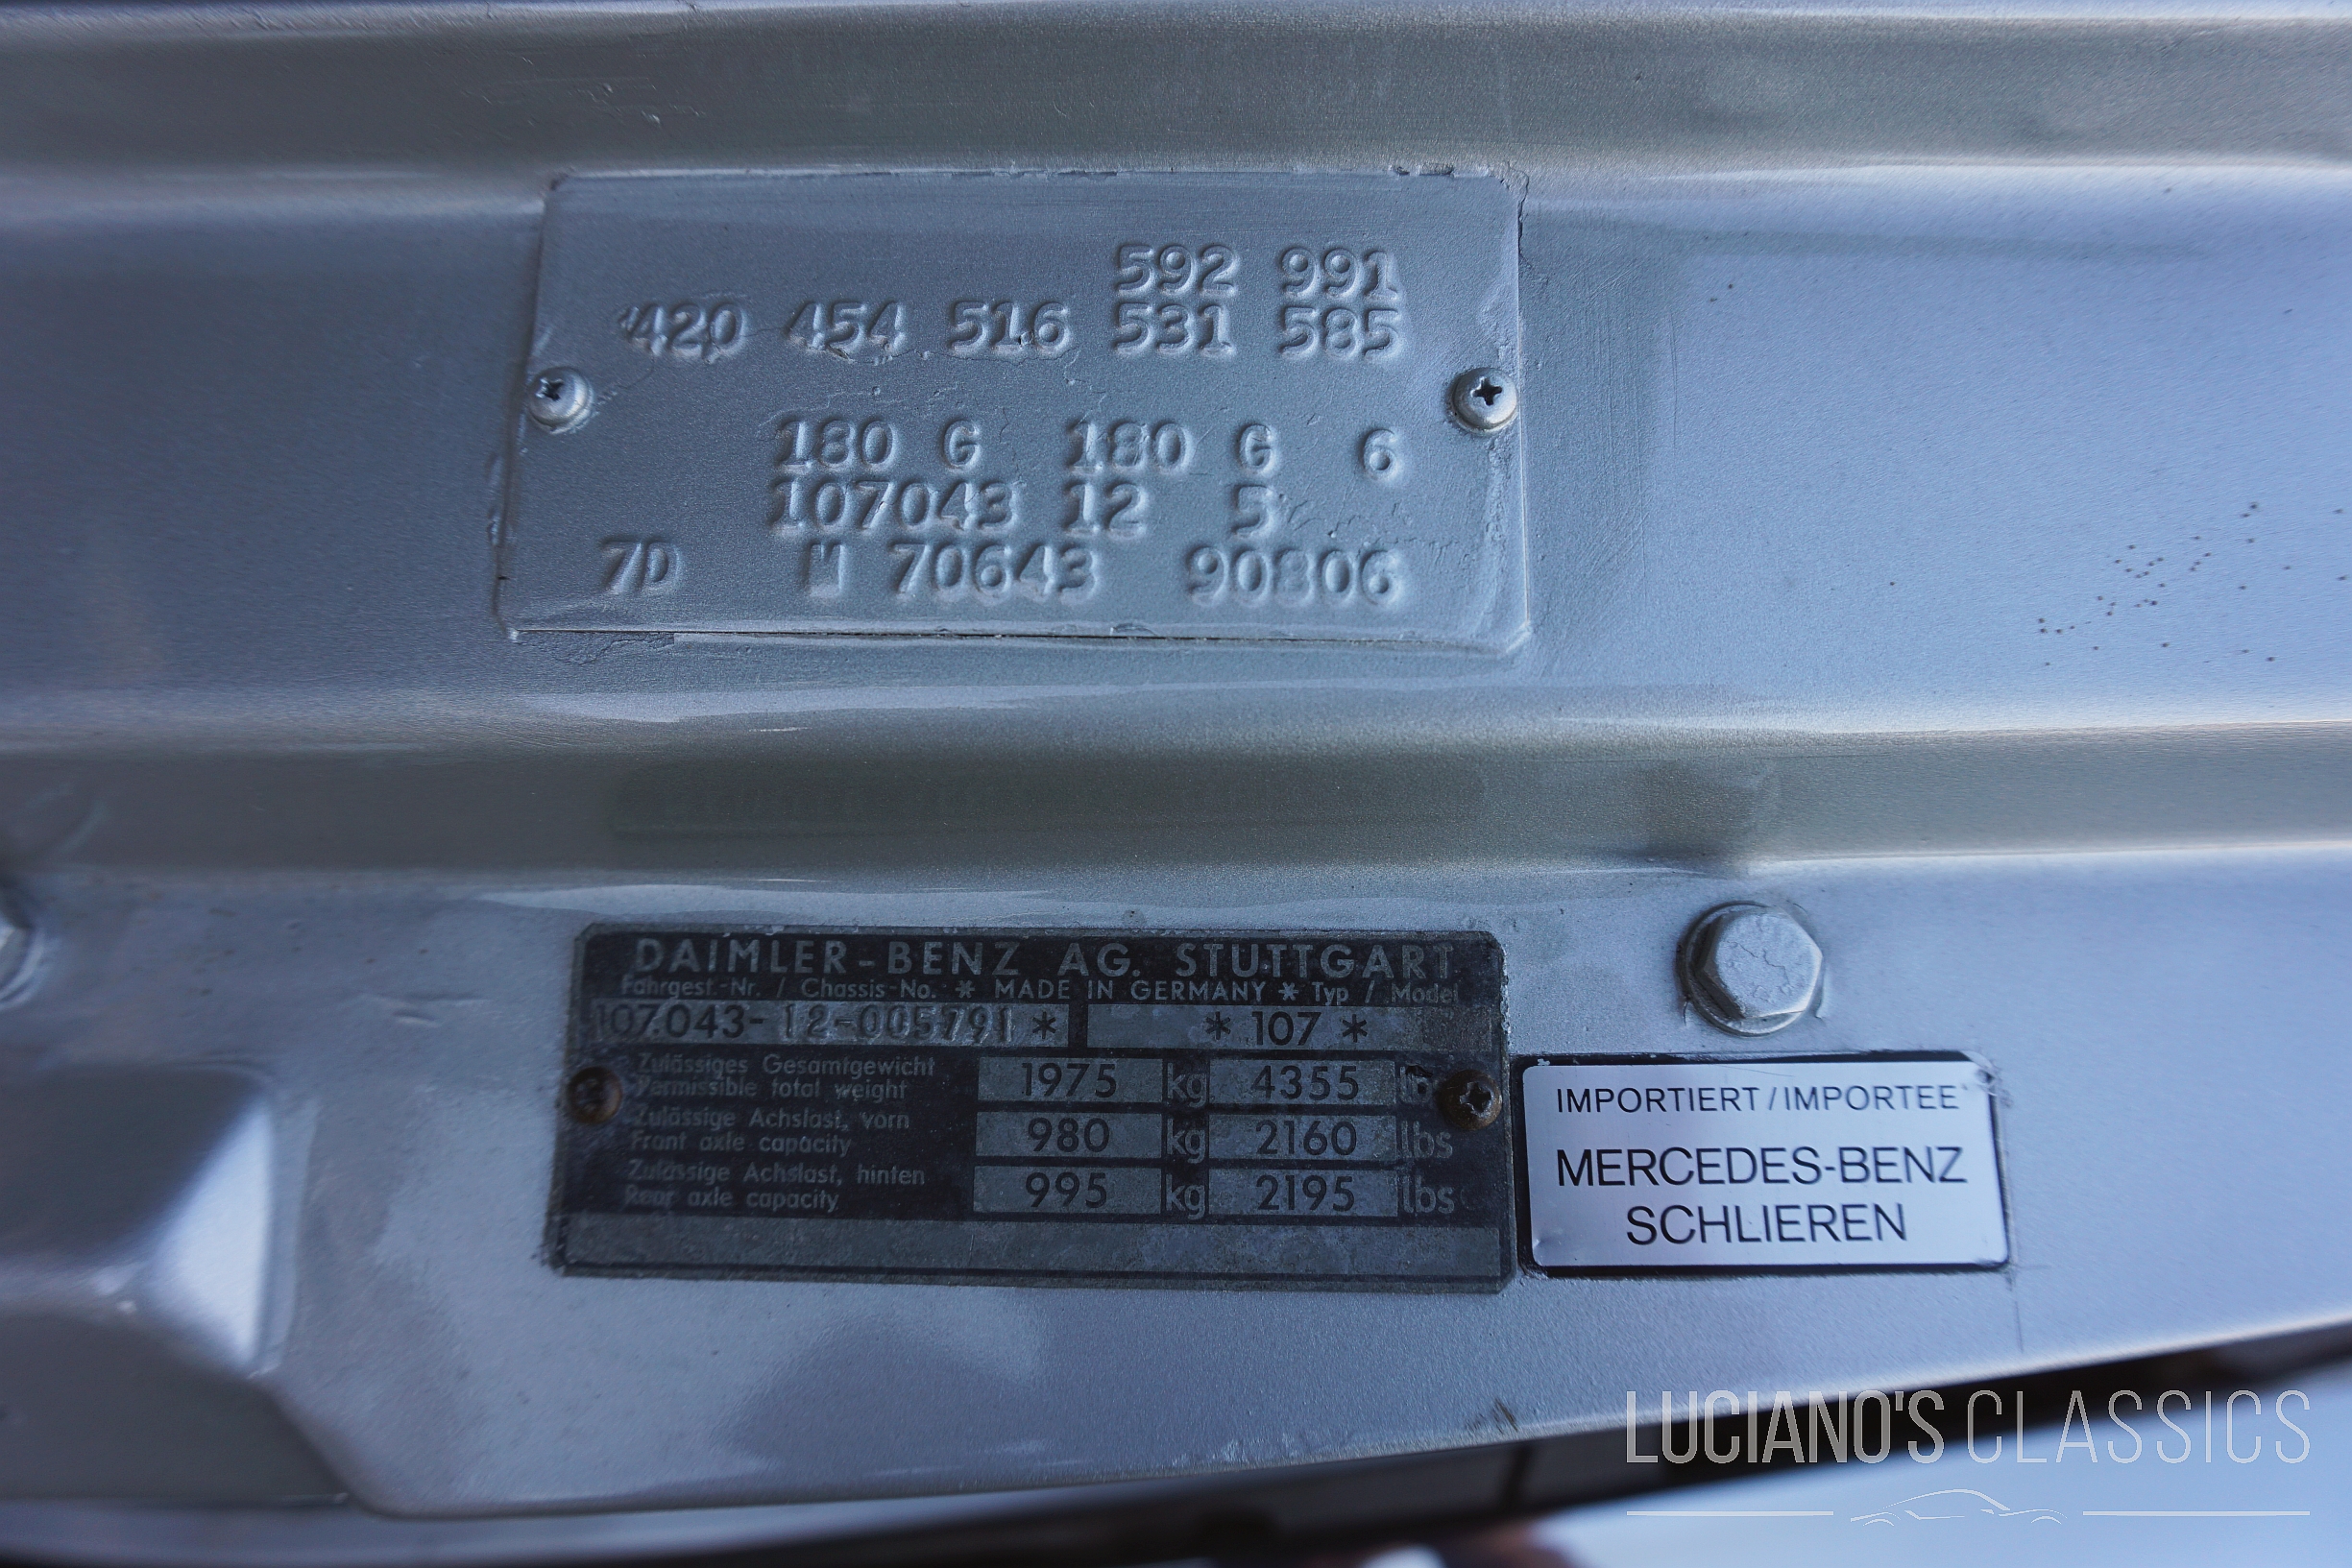 592 991
420 454 516 531 585
180 G 180 G 6
107043 12 5
7D M 70643 90806
DAIMLER-BENZ AG. STUTTGART
Fahrgest.-Nr. / Chassis-No. * MADE IN GERMANY * Typ / Model
107.043-12-005791 * * 107 *
Zulässiges Gesamtgewicht
Permissible total weight
1975 kg 4355 lb
Zulässige Achslast, vorn
Front axle capacity
980 kg 2160 lbs
Zulässige Achslast, hinten
Rear axle capacity
995 kg 2195 lbs
IMPORTIERT/IMPORTEE
MERCEDES-BENZ
SCHLIEREN
LUCIANO'S CLASSICS